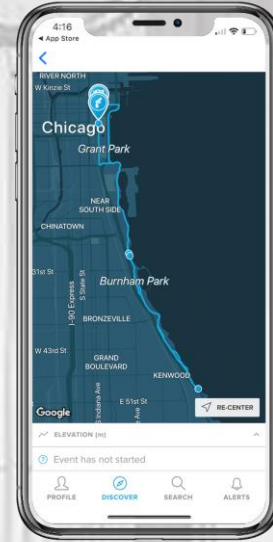 4:16
◀ App Store
RIVER NORTH
W Kinzie St
Chicago
Grant Park
NEAR
SOUTH SIDE
CHINATOWN
31st St
S State St
I-90 Express
Burnham Park
BRONZEVILLE
W 43rd St
GRAND
BOULEVARD
KENWOOD
S Indiana Ave
E 51st St
Google
RE-CENTER
ELEVATION (m)
Event has not started
PROFILE
DISCOVER
SEARCH
ALERTS